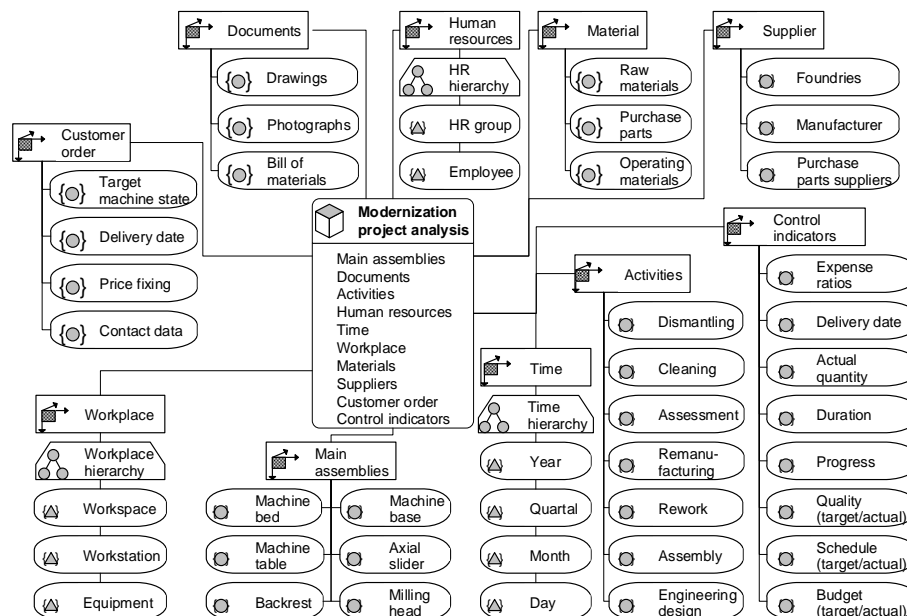 Documents
Drawings
Photographs
Bill of
materials
Human
resources
HR
hierarchy
HR group
Employee
Material
Raw
materials
Purchase
parts
Operating
materials
Supplier
Foundries
Manufacturer
Purchase
parts suppliers
Customer
order
Target
machine state
Delivery date
Price fixing
Contact data
Modernization
project analysis
Main assemblies
Documents
Activities
Human resources
Time
Workplace
Materials
Suppliers
Customer order
Control indicators
Control
indicators
Expense
ratios
Delivery date
Actual
quantity
Duration
Progress
Quality
(target/actual)
Schedule
(target/actual)
Budget
(target/actual)
Activities
Dismantling
Cleaning
Assessment
Remanu-
facturing
Rework
Assembly
Engineering
design
Time
Time
hierarchy
Year
Quartal
Month
Day
Workplace
Workplace
hierarchy
Workspace
Workstation
Equipment
Main
assemblies
Machine
bed
Machine
base
Machine
table
Axial
slider
Backrest
Milling
head